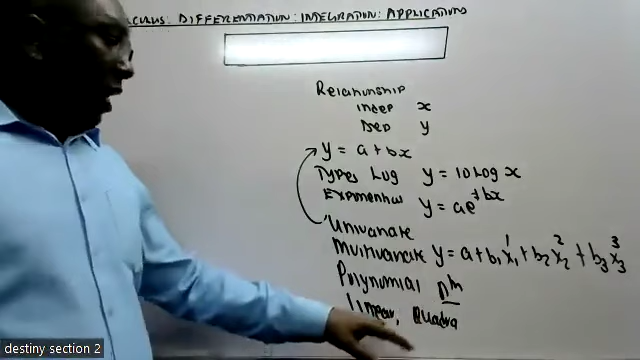 CALCULUS: DIFFERENTIATION: INTEGRATION: APPLICATIONS
Relationship
Indep x
Dep y
y = a + bx
Types Log y = 10 Log x
Exponential y = ae^+bx
Univariate
Multivariate y = a + b₁x₁¹ + b₂x₂² + b₃x₃³
Polynomial nth
linear, Quadra
destiny section 2